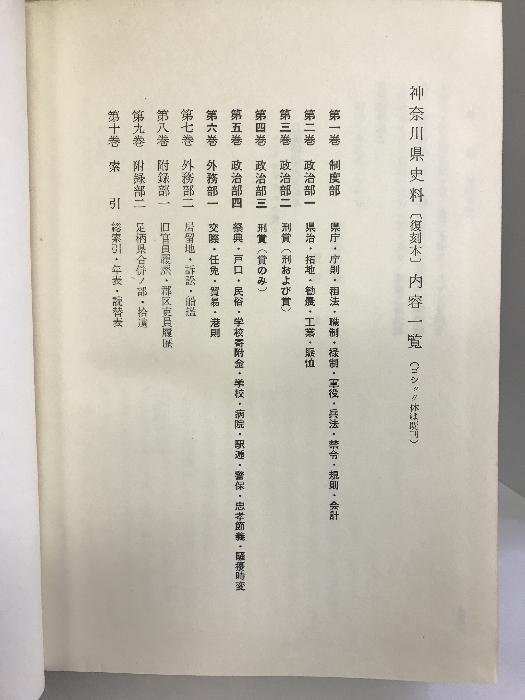 神奈川県史料〔復刻本〕内容一覧（ゴシック体は既刊）
第一巻　制度部　県庁・庁則・租法・職制・禄制・軍役・兵法・禁令・規則・会計
第二巻　政治部一　県治・拓地・勧農・工業・賑恤
第三巻　政治部二　刑賞（刑および賞）
第四巻　政治部三　刑賞（賞のみ）
第五巻　政治部四　祭典・戸口・民俗・学校寄附金・学校・病院・駅逓・警保・忠孝節義・騒擾時変
第六巻　外務部一　交際・任免・貿易・港則
第七巻　外務部二　居留地・訴訟・船艦
第八巻　附録部一　旧官員履歴・郡区吏員履歴
第九巻　附録部二　足柄県合併ノ部・拾遺
第十巻　索引　総索引・年表・読替表